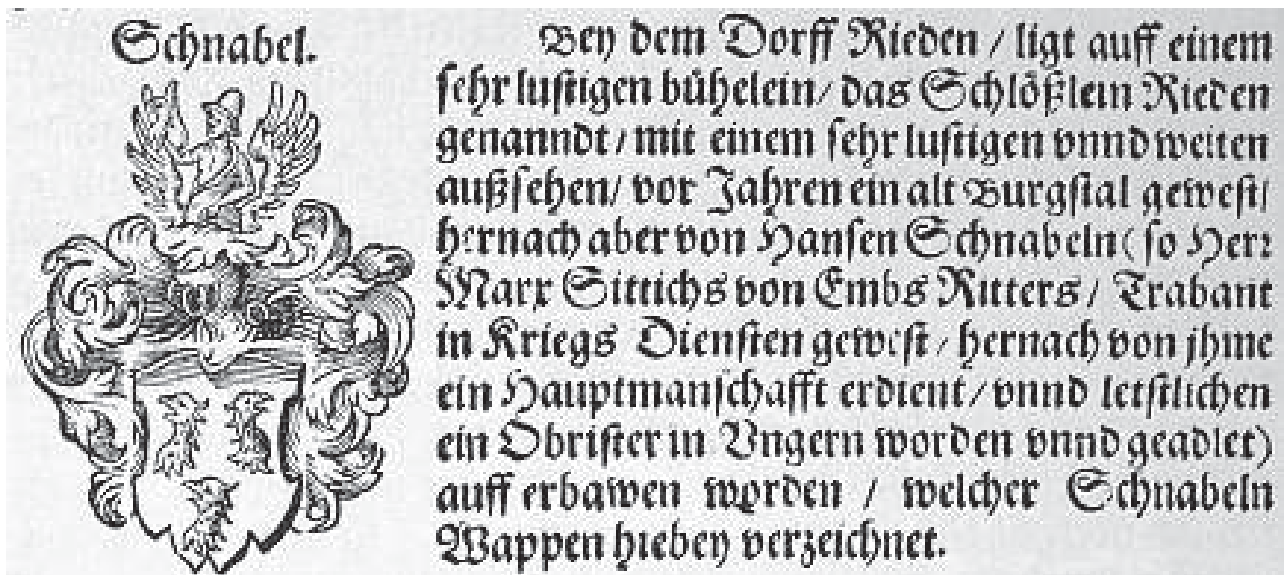 Schnabel.
Bey dem Dorff Rieden / ligt auff einem
sehr lustigen bühelein / das Schlößlein Rieden
genanndt / mit einem sehr lustigen vnnd weiten
außsehen / vor Jahren ein alt Burgstal gewest /
hernach aber von Hansen Schnabeln ( so Herr
Marx Sittichs von Embs Ritters / Trabant
in Kriegs Diensten gewest / hernach von jhme
ein Hauptmanschafft erdient / vnnd letstlichen
ein Obrister in Vngern worden vnnd geadlet )
auff erbawen worden / welcher Schnabeln
Wappen hiebey verzeichnet.